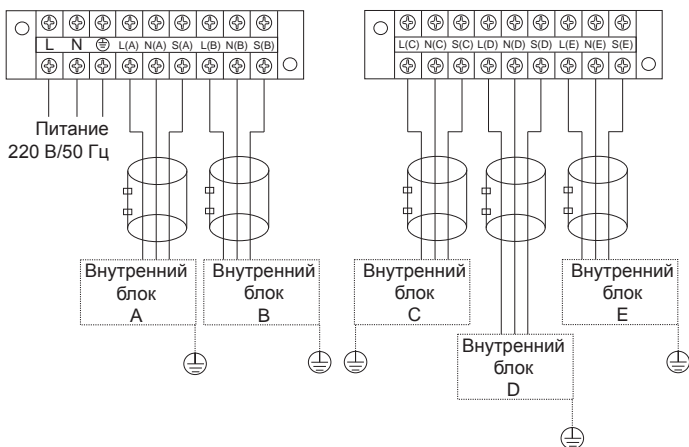 L N L(A) N(A) S(A) L(B) N(B) S(B)
L(C) N(C) S(C) L(D) N(D) S(D) L(E) N(E) S(E)
Питание
220 В/50 Гц
Внутренний
блок
A
Внутренний
блок
B
Внутренний
блок
C
Внутренний
блок
D
Внутренний
блок
E